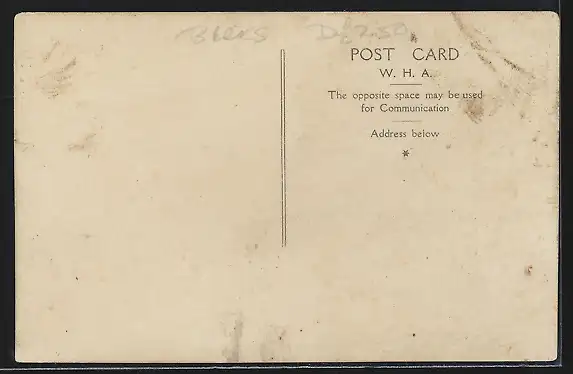 POST CARD
W. H. A.
The opposite space may be used
for Communication
Address below
*